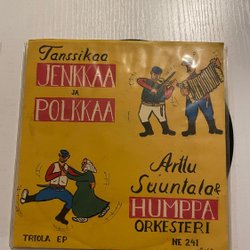 Tanssikaa
JENKKAA
JA
POLKKAA
Arttu
Suuntala &
HUMPPA
ORKESTERI
TRIOLA EP
NE 241